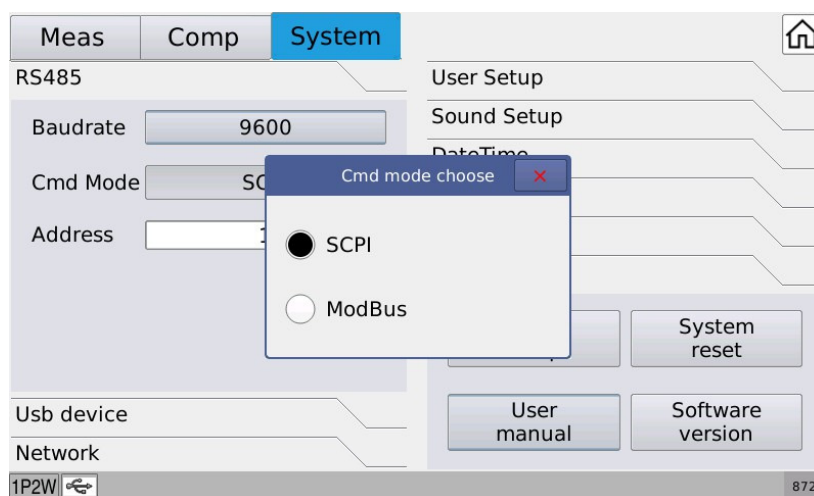 Meas Comp System
RS485
Baudrate 9600
Cmd Mode
Address
Usb device
Network
User Setup
Sound Setup
DateTime
Cmd mode choose
SCPI
ModBus
System
reset
User
manual
Software
version
1P2W
872